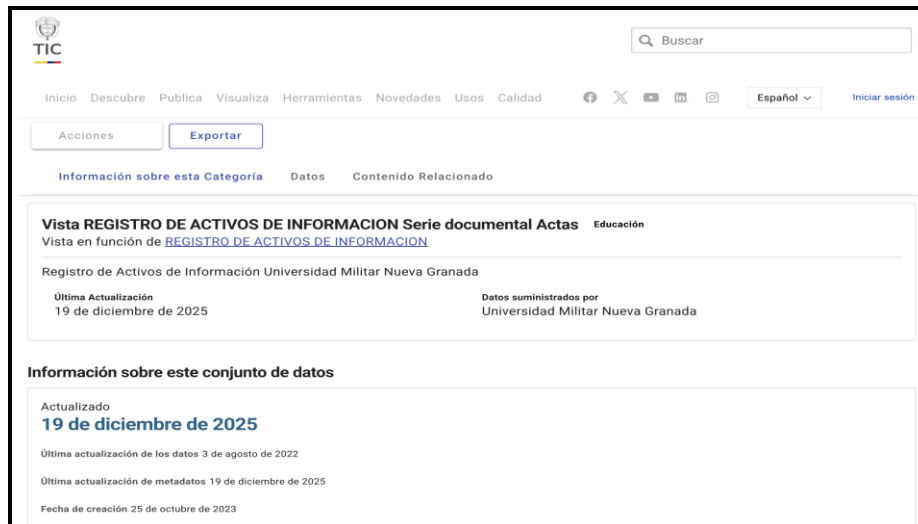 TIC
Buscar
Inicio Descubre Publica Visualiza Herramientas Novedades Usos Calidad Español Iniciar sesión
Acciones Exportar
Información sobre esta Categoría Datos Contenido Relacionado
Vista REGISTRO DE ACTIVOS DE INFORMACION Serie documental Actas Educación
Vista en función de REGISTRO DE ACTIVOS DE INFORMACION
Registro de Activos de Información Universidad Militar Nueva Granada
Última Actualización Datos suministrados por
19 de diciembre de 2025 Universidad Militar Nueva Granada
Información sobre este conjunto de datos
Actualizado
19 de diciembre de 2025
Última actualización de los datos 3 de agosto de 2022
Última actualización de metadatos 19 de diciembre de 2025
Fecha de creación 25 de octubre de 2023